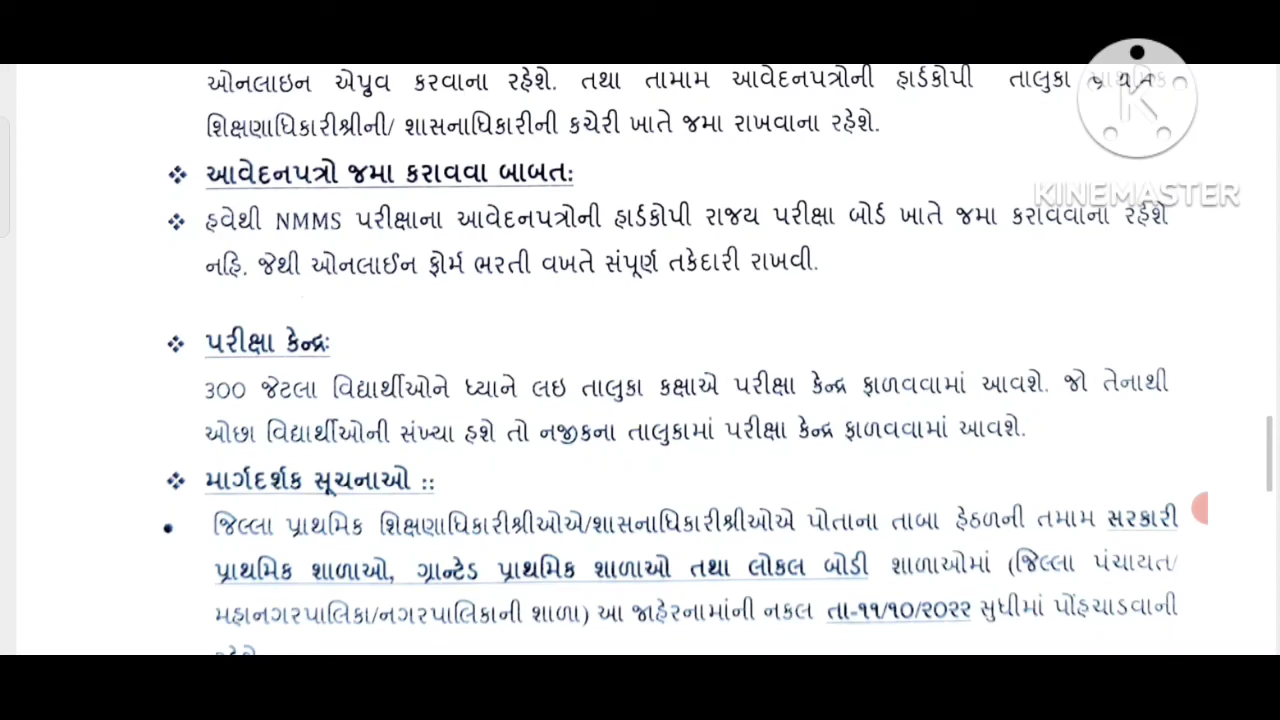 ઓનલાઇન એપ્રુવ કરવાના રહેશે. તથા તામામ આવેદનપત્રોની હાર્ડકોપી તાલુકા પ્રાથમિક
શિક્ષણાધિકારીશ્રીની/ શાસનાધિકારીની કચેરી ખાતે જમા રાખવાના રહેશે.
KINEMASTER
❖ આવેદનપત્રો જમા કરાવવા બાબતઃ
❖ હવેથી NMMS પરીક્ષાના આવેદનપત્રોની હાર્ડકોપી રાજ્ય પરીક્ષા બોર્ડ ખાતે જમા કરાવવાના રહેશે
નહિ. જેથી ઓનલાઈન ફોર્મ ભરતી વખતે સંપૂર્ણ તકેદારી રાખવી.
❖ પરીક્ષા કેન્દ્રઃ
300 જેટલા વિદ્યાર્થીઓને ધ્યાને લઇ તાલુકા કક્ષાએ પરીક્ષા કેન્દ્ર ફાળવવામાં આવશે. જો તેનાથી
ઓછા વિદ્યાર્થીઓની સંખ્યા હશે તો નજીકના તાલુકામાં પરીક્ષા કેન્દ્ર ફાળવવામાં આવશે.
❖ માર્ગદર્શક સૂચનાઓ ::
• જિલ્લા પ્રાથમિક શિક્ષણાધિકારીશ્રીઓએ/શાસનાધિકારીશ્રીઓએ પોતાના તાબા હેઠળની તમામ સરકારી
પ્રાથમિક શાળાઓ, ગ્રાન્ટેડ પ્રાથમિક શાળાઓ તથા લોકલ બોડી શાળાઓમાં (જિલ્લા પંચાયત/
મહાનગરપાલિકા/નગરપાલિકાની શાળા) આ જાહેરનામાંની નકલ તા-૧૧/૧૦/૨૦૨૨ સુધીમાં પોંહચાડવાની